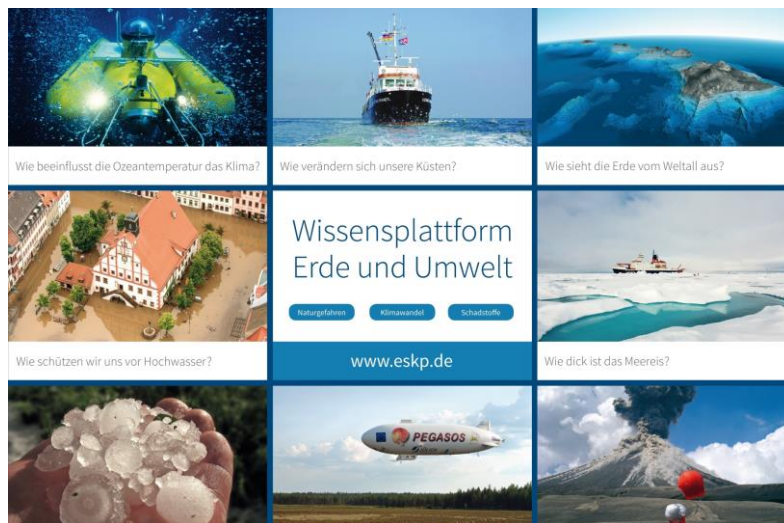 Wie beeinflusst die Ozeantemperatur das Klima?
Wie verändern sich unsere Küsten?
Wie sieht die Erde vom Weltall aus?
Wissensplattform
Erde und Umwelt
Naturgefahren
Klimawandel
Schadstoffe
www.eskp.de
Wie schützen wir uns vor Hochwasser?
Wie dick ist das Meereis?
PEGASOS